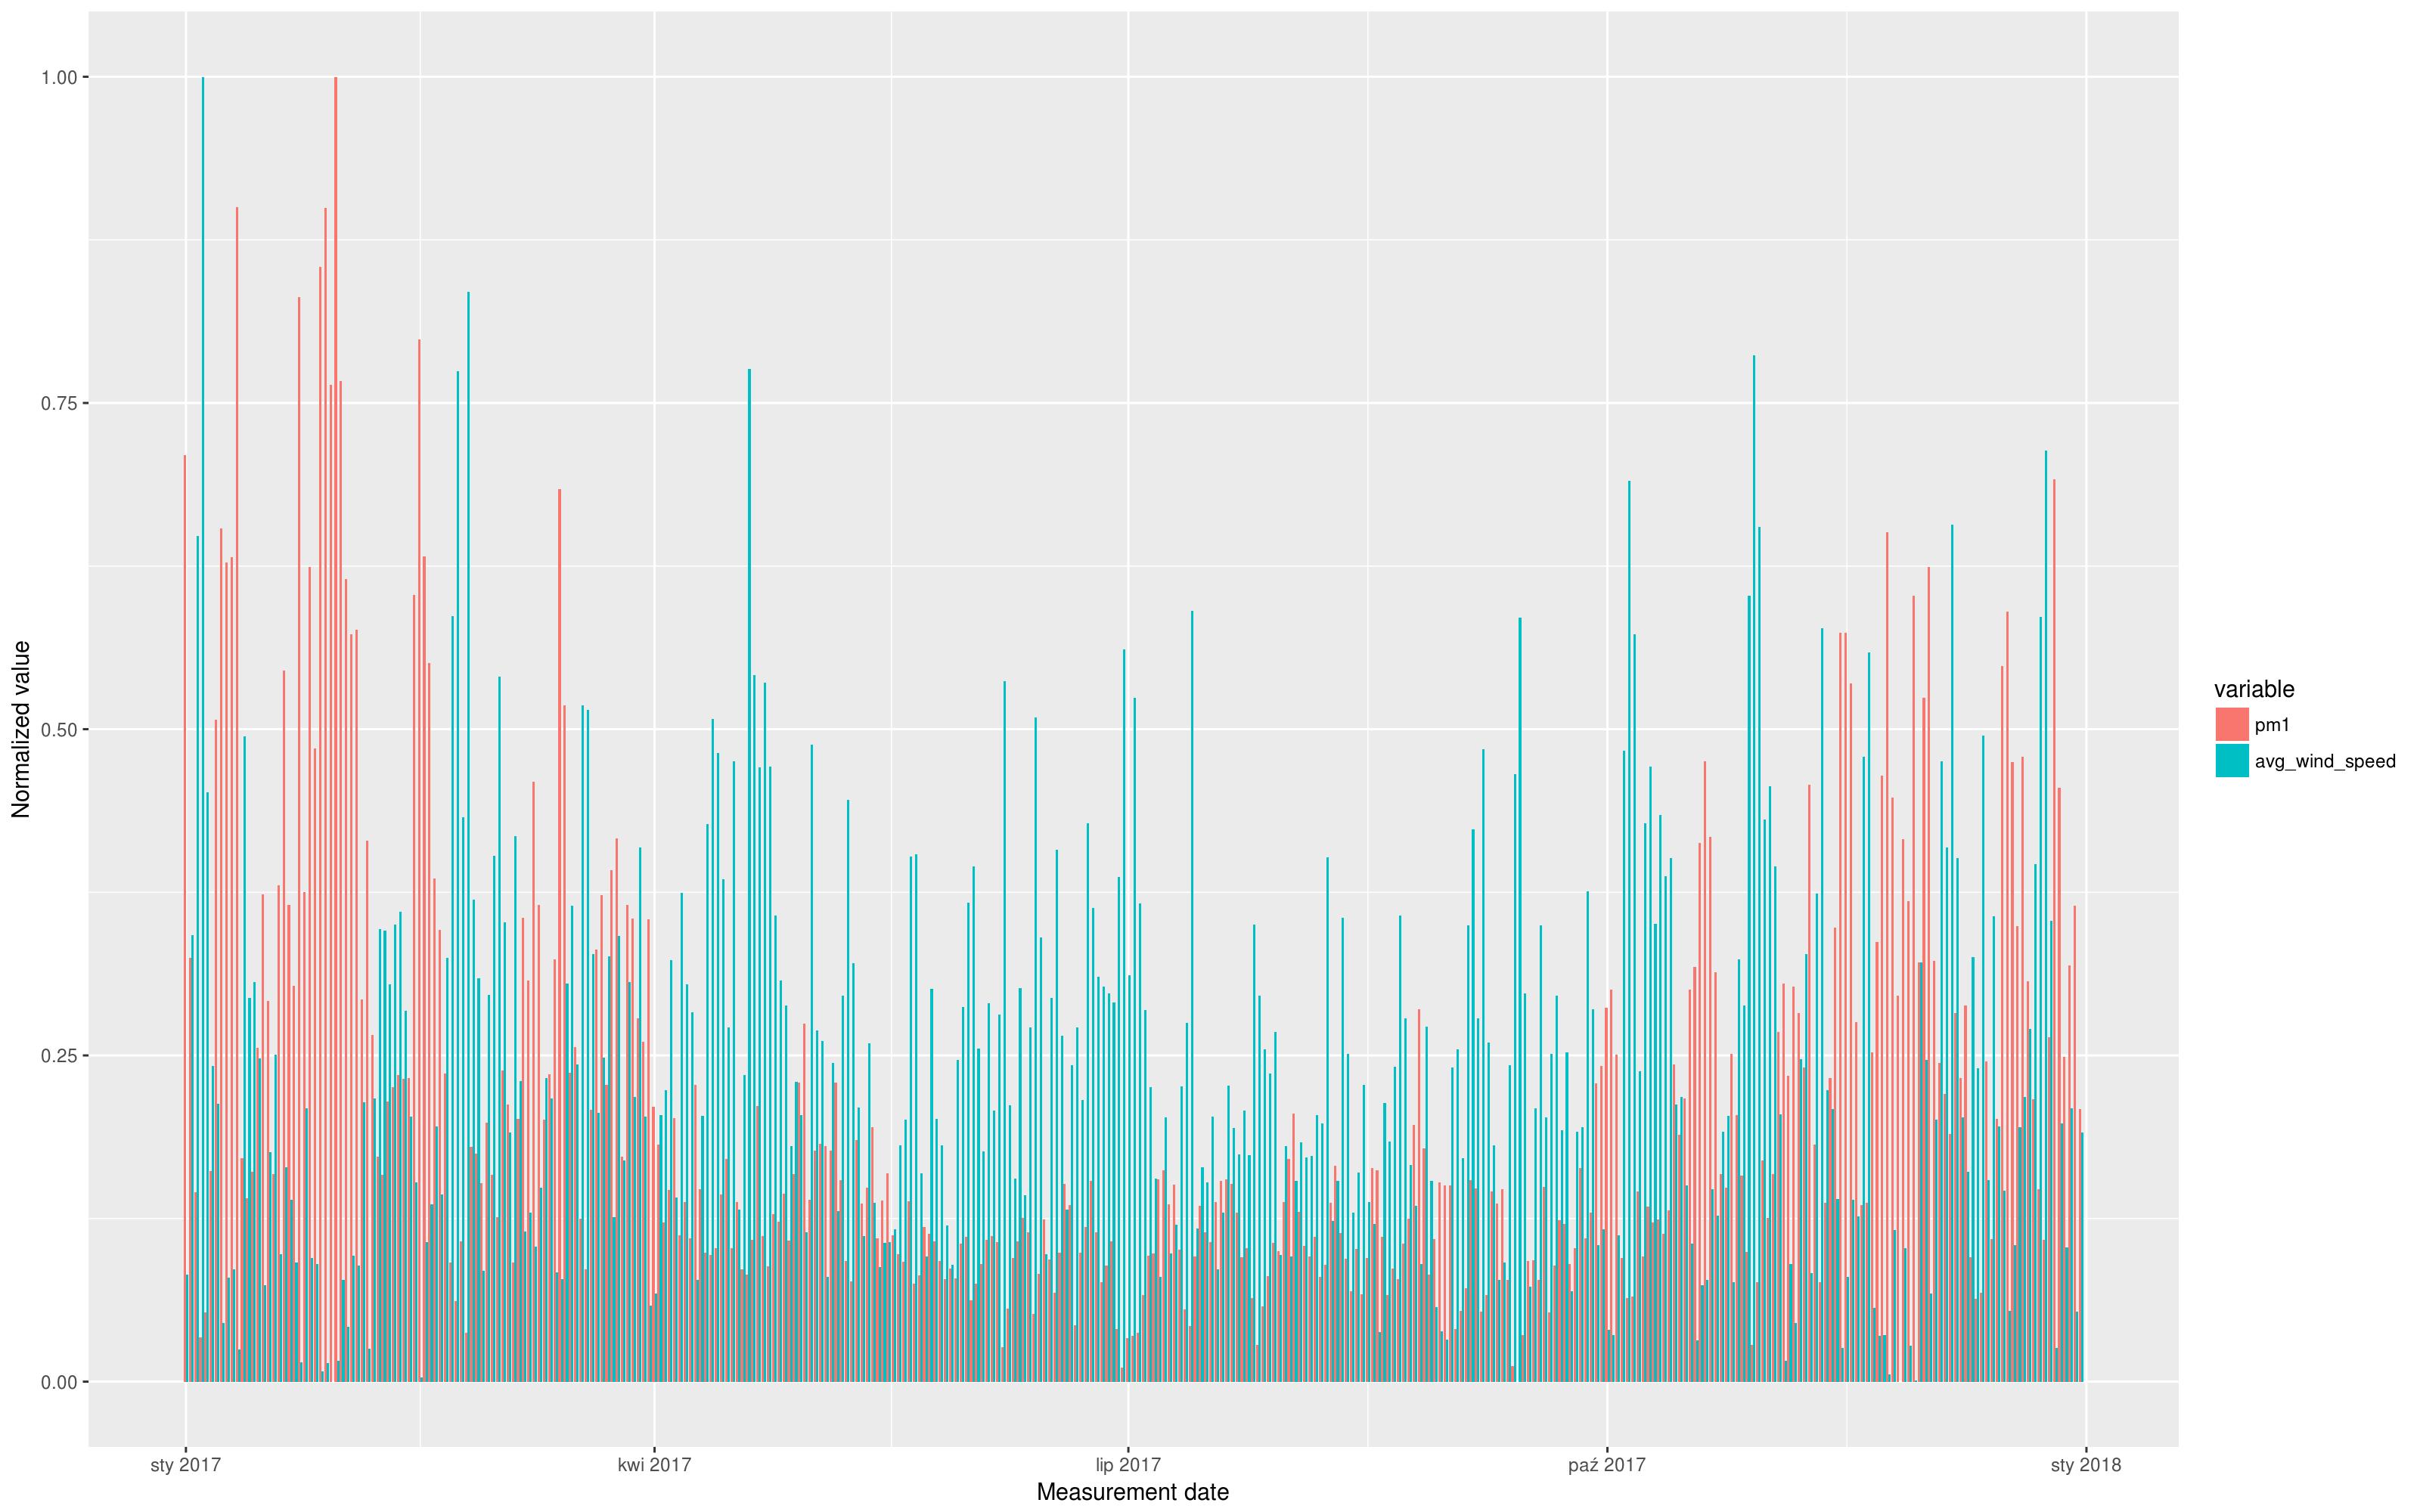 1.00
0.75
0.50
0.25
0.00
Normalized value
sty 2017
kwi 2017
lip 2017
paź 2017
sty 2018
Measurement date
variable
pm1
avg_wind_speed